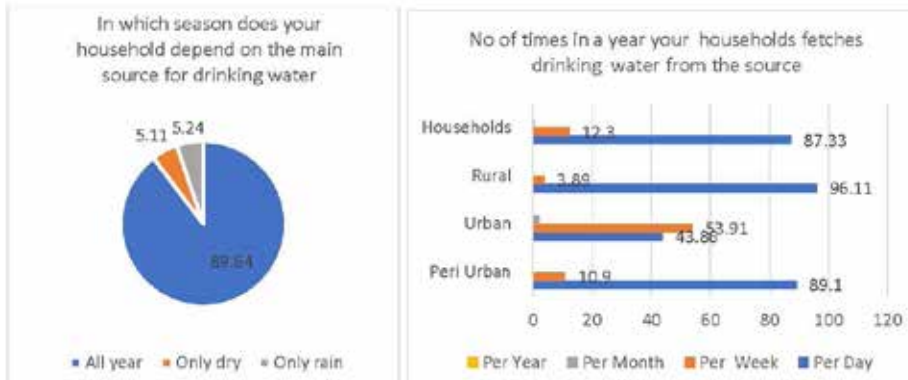 In which season does your
household depend on the main
source for drinking water
5.11
5.24
89.64
All year
Only dry
Only rain
No of times in a year your households fetches
drinking water from the source
Households
12.3
87.33
Rural
3.89
96.11
Urban
53.91
43.86
Peri Urban
10.9
89.1
0 20 40 60 80 100 120
Per Year
Per Month
Per Week
Per Day